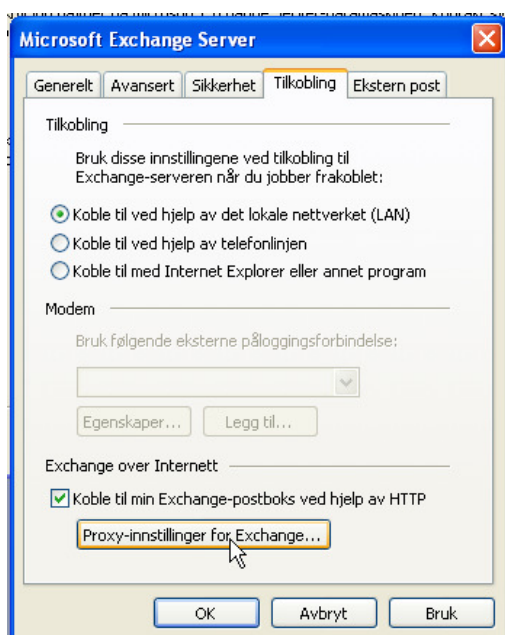 Microsoft Exchange Server
Generelt Avansert Sikkerhet Tilkobling Ekstern post
Tilkobling
Bruk disse innstillingene ved tilkobling til
Exchange-serveren når du jobber frakoblet:
Koble til ved hjelp av det lokale nettverket (LAN)
Koble til ved hjelp av telefonlinjen
Koble til med Internet Explorer eller annet program
Modem
Bruk følgende eksterne påloggingsforbindelse:
Egenskaper... Legg til...
Exchange over Internett
Koble til min Exchange-postboks ved hjelp av HTTP
Proxy-innstillinger for Exchange...
OK Avbryt Bruk